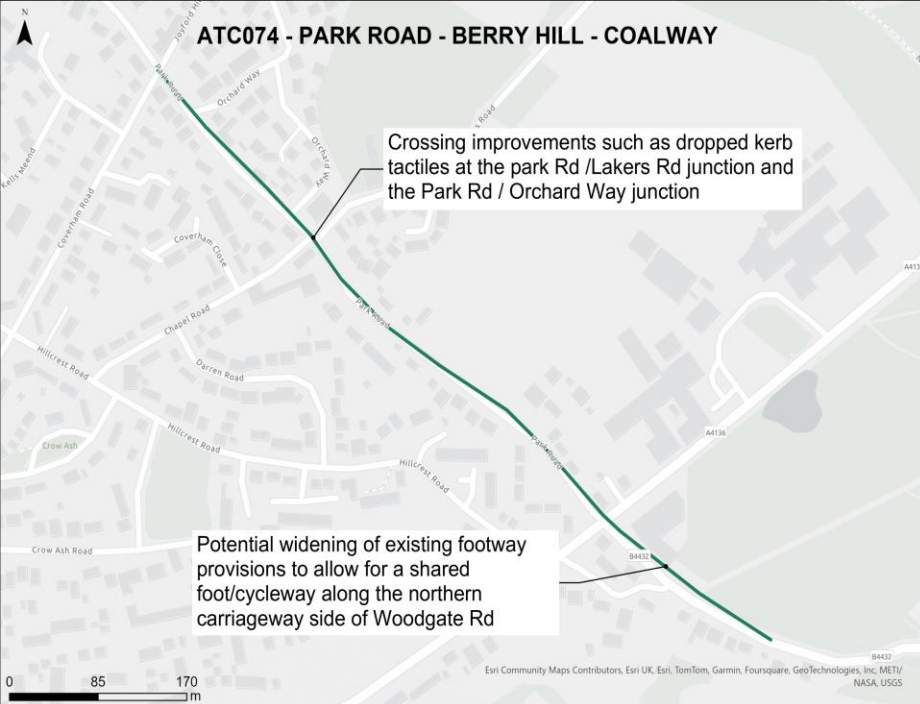 N
ATC074 - PARK ROAD - BERRY HILL - COALWAY
Joyford Hi
Park Road
Orchard Way
s Road
Crossing improvements such as dropped kerb
tactiles at the park Rd /Lakers Rd junction and
the Park Rd / Orchard Way junction
Orchard Way
Kells Meend
Coverham Road
Coverham Close
A413
Chapel Road
Park Road
Hillcrest Road
Darren Road
Hillcrest Road
A4136
Crow Ash
Park Road
Hillcrest Road
Crow Ash Road
Potential widening of existing footway
provisions to allow for a shared
foot/cycleway along the northern
carriageway side of Woodgate Rd
B4432
B4432
Esri Community Maps Contributors, Esri UK, Esri, TomTom, Garmin, Foursquare, GeoTechnologies, Inc, METI/
NASA, USGS
0 85 170
m